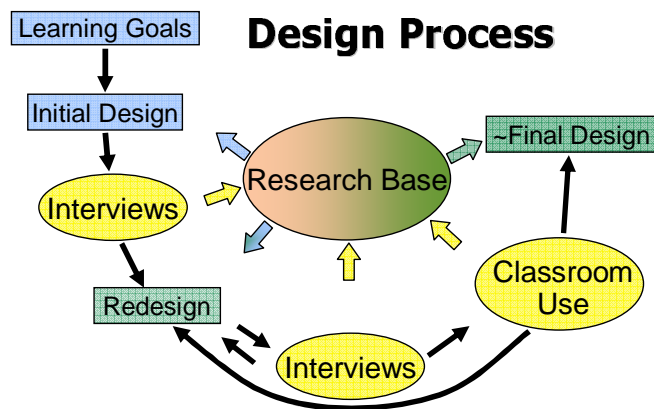 Learning Goals
Design Process
Initial Design
~Final Design
Research Base
Interviews
Classroom
Use
Redesign
Interviews